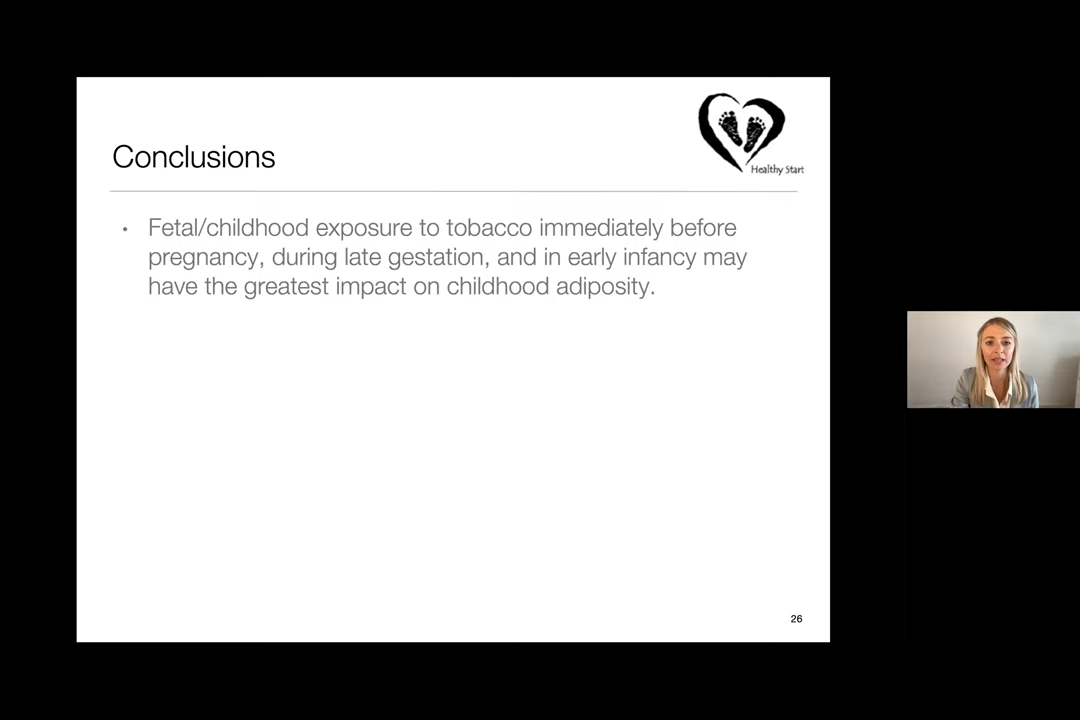 Healthy Start
Conclusions
• Fetal/childhood exposure to tobacco immediately before
pregnancy, during late gestation, and in early infancy may
have the greatest impact on childhood adiposity.
26